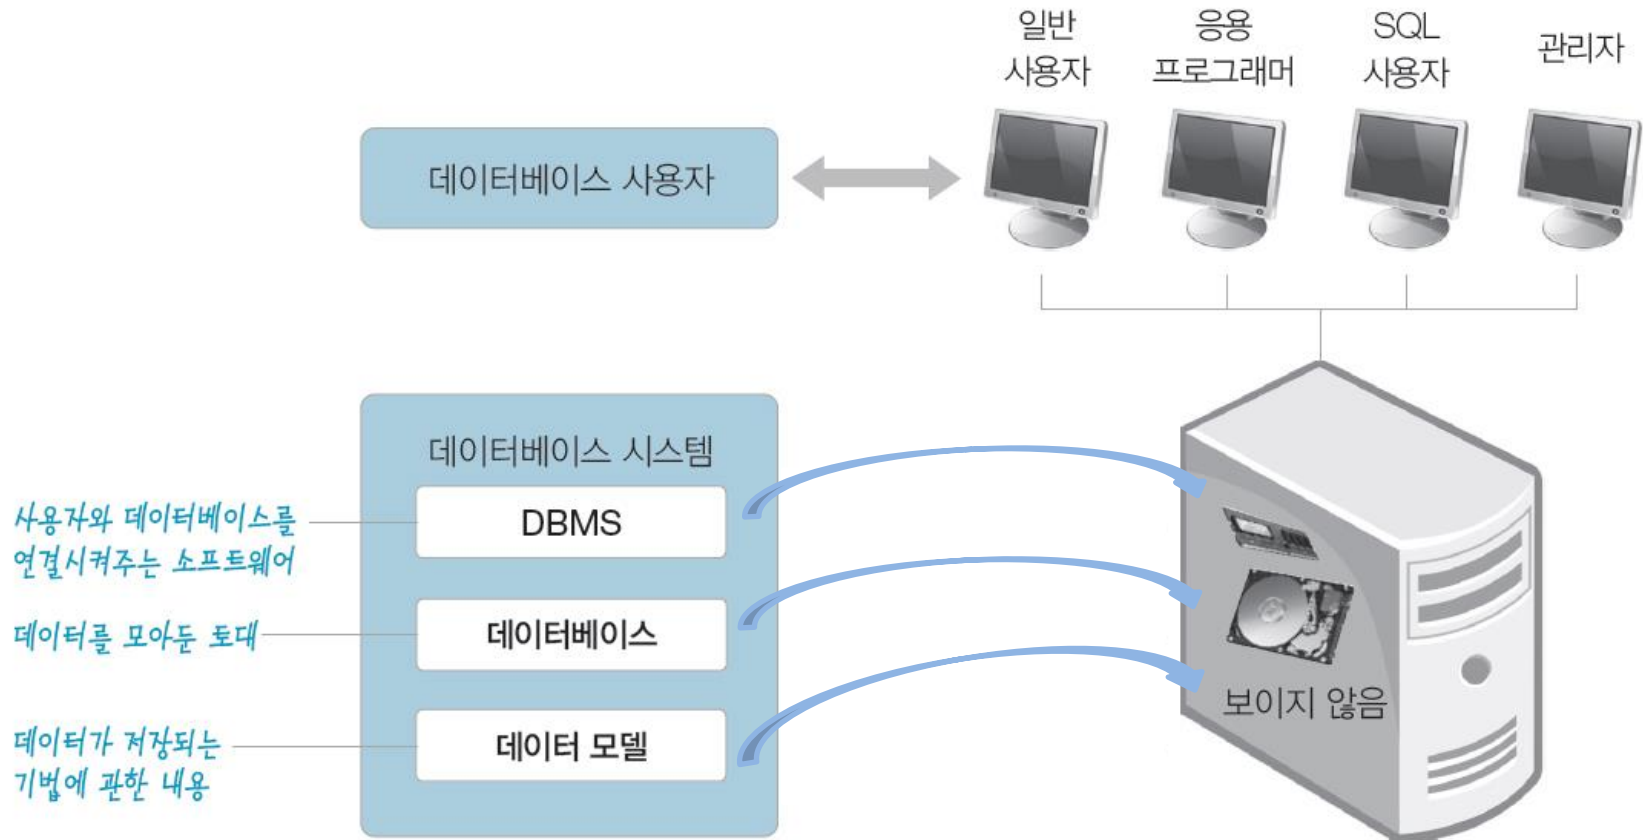 일반
사용자
응용
프로그래머
SQL
사용자
관리자
데이터베이스 사용자
데이터베이스 시스템
DBMS
사용자와 데이터베이스를
연결시켜주는 소프트웨어
데이터베이스
데이터를 모아둔 토대
데이터 모델
데이터가 저장되는
기법에 관한 내용
보이지 않음